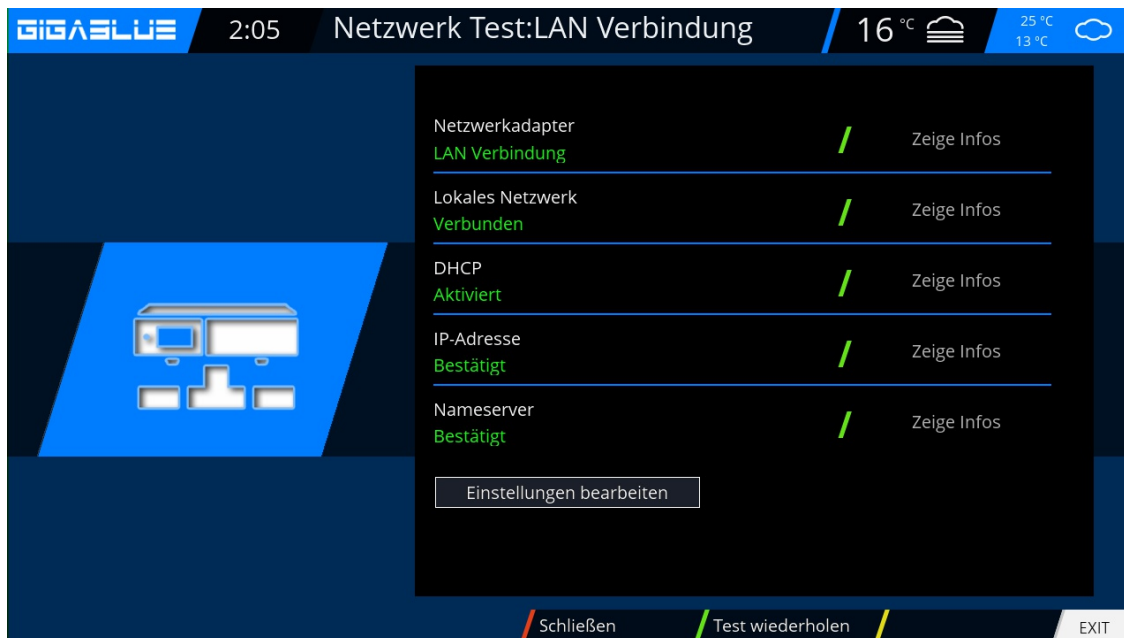 GIGABLUE
2:05
Netzwerk Test:LAN Verbindung
16 °C
25 °C
13 °C
Netzwerkadapter
LAN Verbindung
Zeige Infos
Lokales Netzwerk
Verbunden
Zeige Infos
DHCP
Aktiviert
Zeige Infos
IP-Adresse
Bestätigt
Zeige Infos
Nameserver
Bestätigt
Zeige Infos
Einstellungen bearbeiten
Schließen
Test wiederholen
EXIT